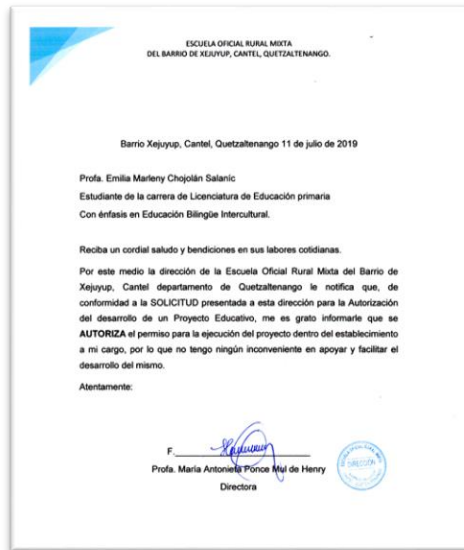 ESCUELA OFICIAL RURAL MIXTA
DEL BARRIO DE XEJUYUP, CANTEL, QUETZALTENANGO.
Barrio Xejuyup, Cantel, Quetzaltenango 11 de julio de 2019
Profa. Emilia Marleny Chojolán Salanic
Estudiante de la carrera de Licenciatura de Educación primaria
Con énfasis en Educación Bilingüe Intercultural.
Reciba un cordial saludo y bendiciones en sus labores cotidianas.
Por este medio la dirección de la Escuela Oficial Rural Mixta del Barrio de
Xejuyup, Cantel departamento de Quetzaltenango le notifica que, de
conformidad a la SOLICITUD presentada a esta dirección para la Autorización
del desarrollo de un Proyecto Educativo, me es grato informarle que se
AUTORIZA el permiso para la ejecución del proyecto dentro del establecimiento
a mi cargo, por lo que no tengo ningún inconveniente en apoyar y facilitar el
desarrollo del mismo.
Atentamente:
F.
Profa. María Antonieta Ponce Mul de Henry
Directora
DIRECCION